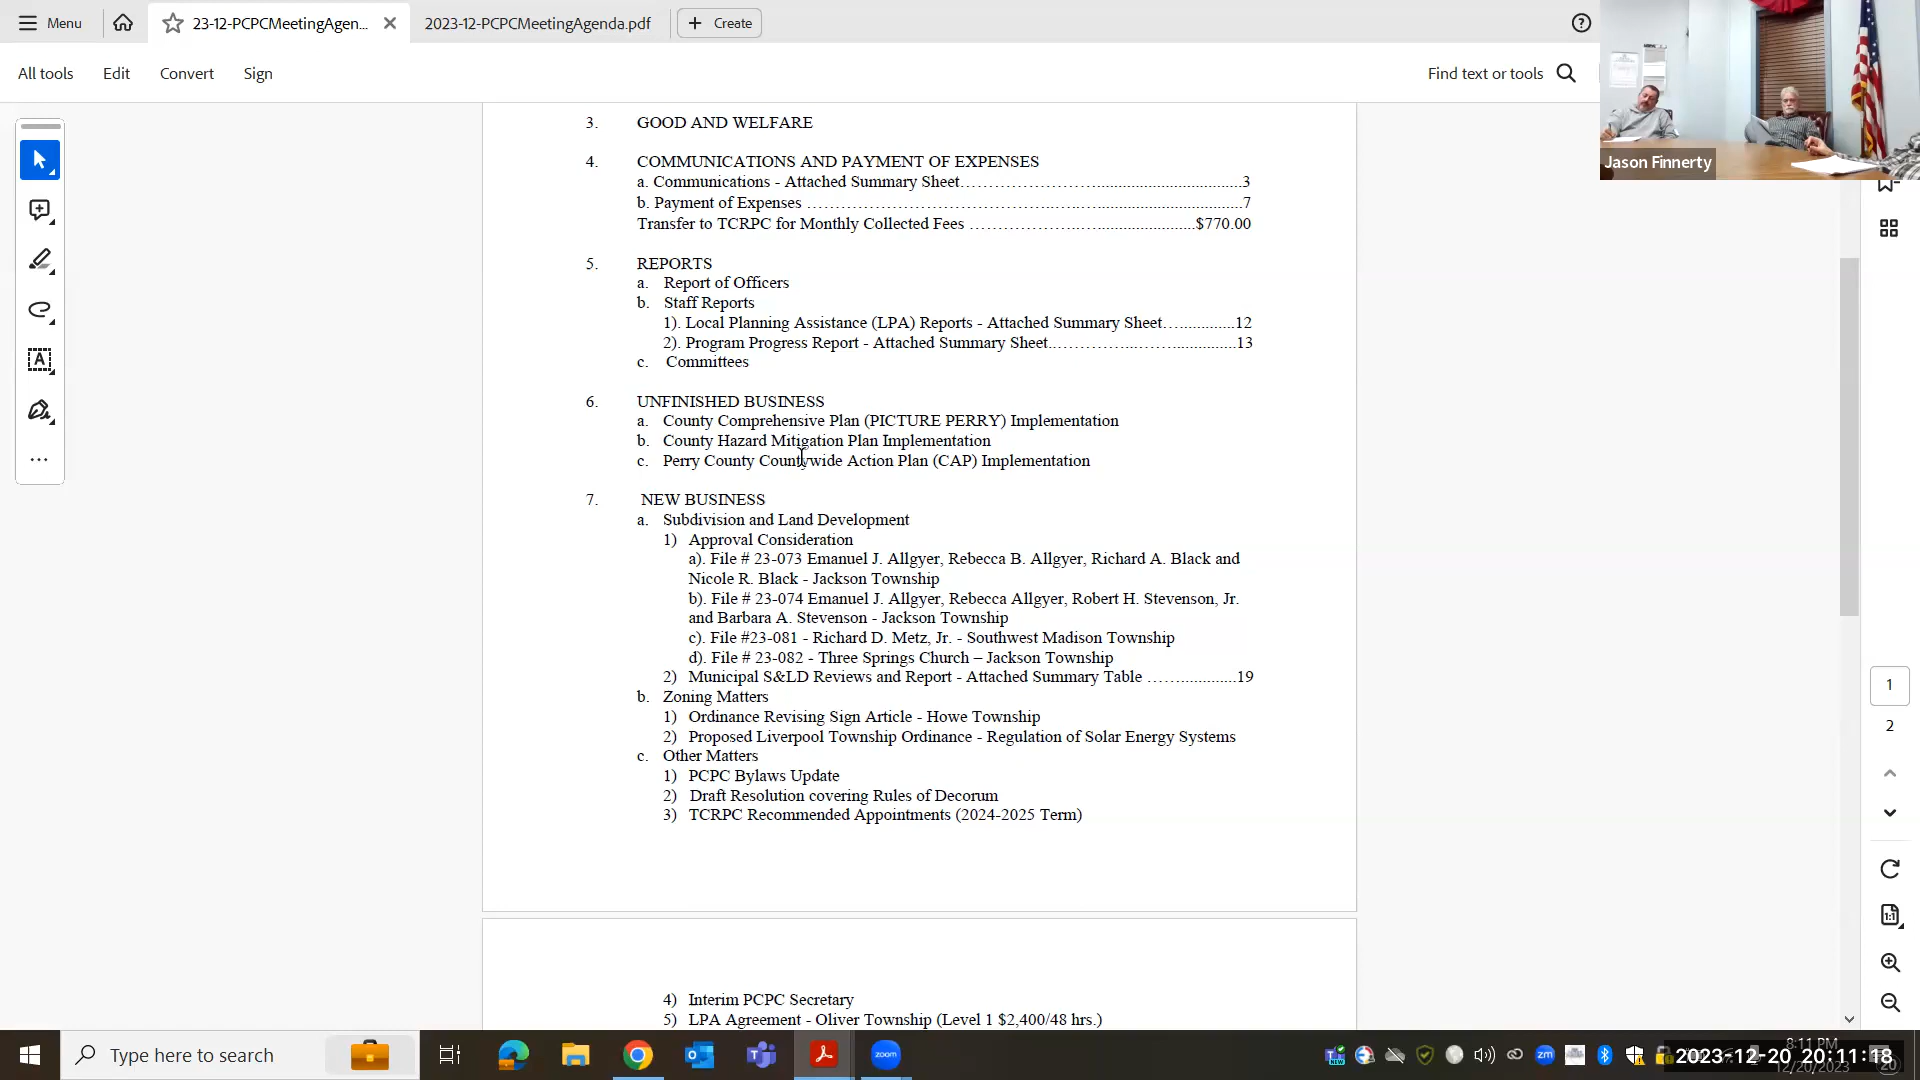 Menu
23-12-PCPCMeetingAgen...
2023-12-PCPCMeetingAgenda.pdf
Create
All tools
Edit
Convert
Sign
Find text or tools
Jason Finnerty
3. GOOD AND WELFARE
4. COMMUNICATIONS AND PAYMENT OF EXPENSES
a. Communications - Attached Summary Sheet……………………...............................3
b. Payment of Expenses …………………………………..…...............................7
Transfer to TCRPC for Monthly Collected Fees ………………..….......................$770.00
5. REPORTS
a. Report of Officers
b. Staff Reports
1). Local Planning Assistance (LPA) Reports - Attached Summary Sheet…............12
2). Program Progress Report - Attached Summary Sheet..…………..……..............13
c. Committees
6. UNFINISHED BUSINESS
a. County Comprehensive Plan (PICTURE PERRY) Implementation
b. County Hazard Mitigation Plan Implementation
c. Perry County Countywide Action Plan (CAP) Implementation
7. NEW BUSINESS
a. Subdivision and Land Development
1) Approval Consideration
a). File # 23-073 Emanuel J. Allgyer, Rebecca B. Allgyer, Richard A. Black and
Nicole R. Black - Jackson Township
b). File # 23-074 Emanuel J. Allgyer, Rebecca Allgyer, Robert H. Stevenson, Jr.
and Barbara A. Stevenson - Jackson Township
c). File #23-081 - Richard D. Metz, Jr. - Southwest Madison Township
d). File # 23-082 - Three Springs Church – Jackson Township
2) Municipal S&LD Reviews and Report - Attached Summary Table ……............19
b. Zoning Matters
1) Ordinance Revising Sign Article - Howe Township
2) Proposed Liverpool Township Ordinance - Regulation of Solar Energy Systems
c. Other Matters
1) PCPC Bylaws Update
2) Draft Resolution covering Rules of Decorum
3) TCRPC Recommended Appointments (2024-2025 Term)
4) Interim PCPC Secretary
5) LPA Agreement - Oliver Township (Level 1 $2,400/48 hrs.)
1
2
Type here to search
zoom
zm
8:11 PM
2023-12-20 20:11:18
12/20/2023
20